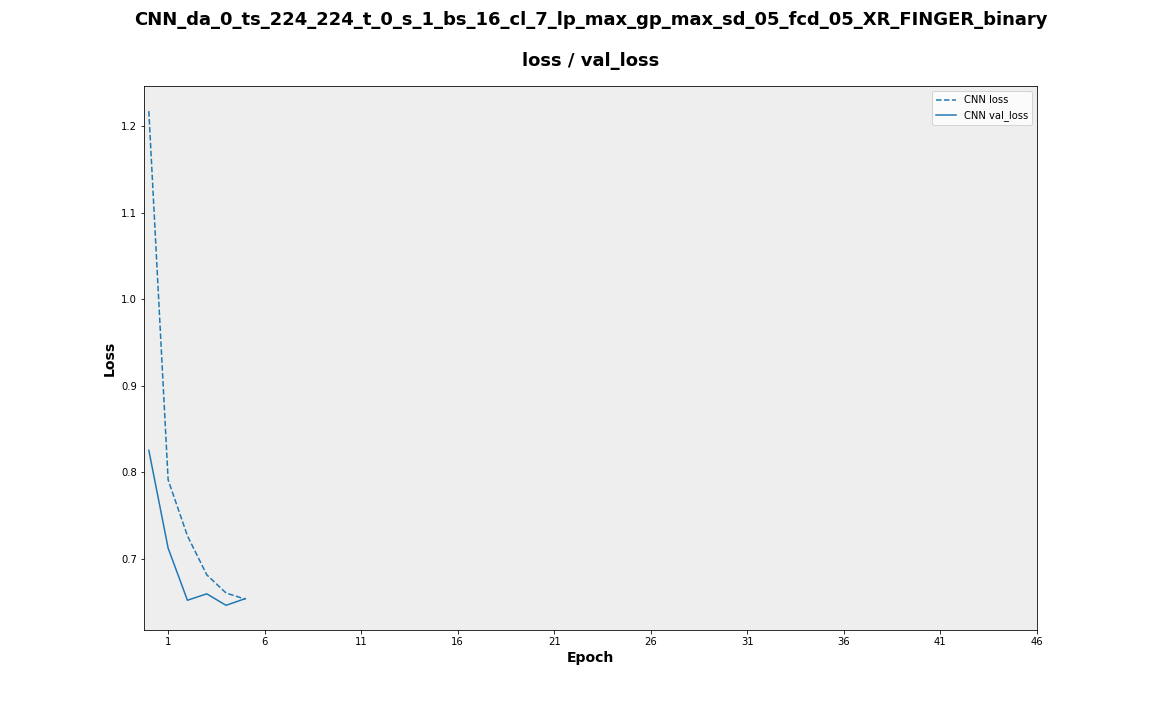 CNN_da_0_ts_224_224_t_0_s_1_bs_16_cl_7_lp_max_gp_max_sd_05_fcd_05_XR_FINGER_binary
loss / val_loss
CNN loss
CNN val_loss
1.2
1.1
1.0
0.9
0.8
0.7
Loss
1 6 11 16 21 26 31 36 41 46
Epoch